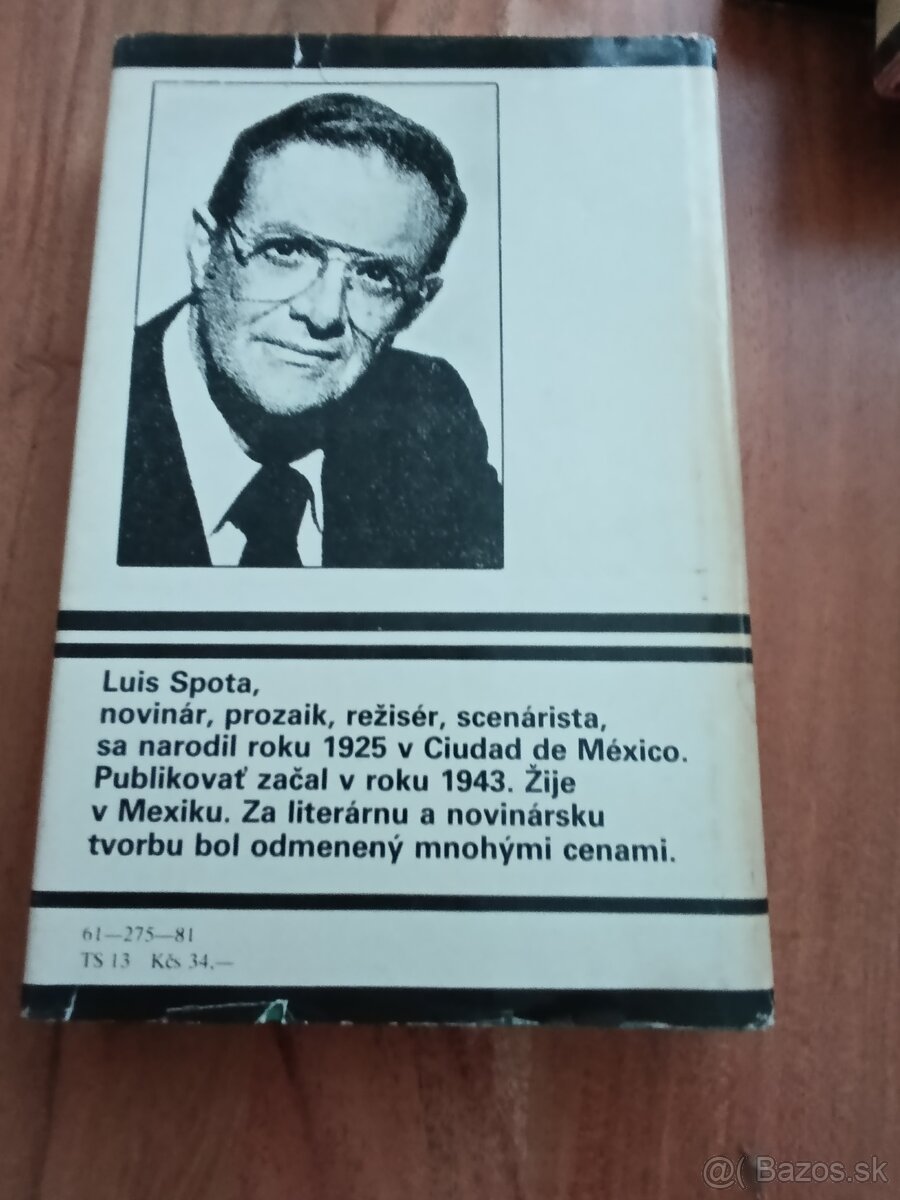 Luis Spota,
novinár, prozaik, režisér, scenárista,
sa narodil roku 1925 v Ciudad de México.
Publikovať začal v roku 1943. Žije
v Mexiku. Za literárnu a novinársku
tvorbu bol odmenený mnohými cenami.
61—275—81
TS 13 Kčs 34,—
@( Bazos.sk